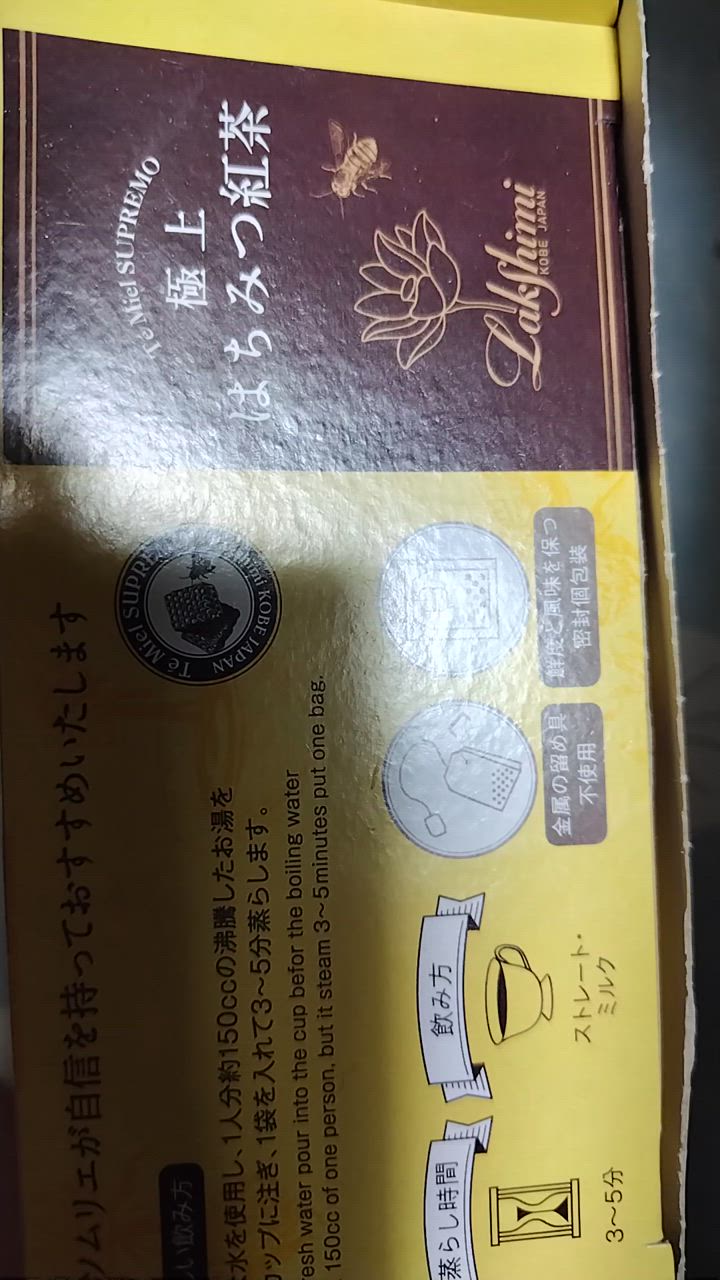 Té Miel SUPREMO
極上
はちみつ紅茶
Lakshimi
KOBE JAPAN
ソムリエが自信を持っておすすめいたします
Té Miel SUPRE
KOBE JAPAN
い飲み方
水を使用し、1人分約150ccの沸騰したお湯を
カップに注ぎ、1袋を入れて3〜5分蒸らします。
resh water pour into the cup befor the boiling water
150cc of one person, but it steam 3〜5minutes put one bag.
蒸らし時間
3〜5分
飲み方
ストレート・
ミルク
金属の留め具
不使用、
鮮度と風味を保つ
密封個包装